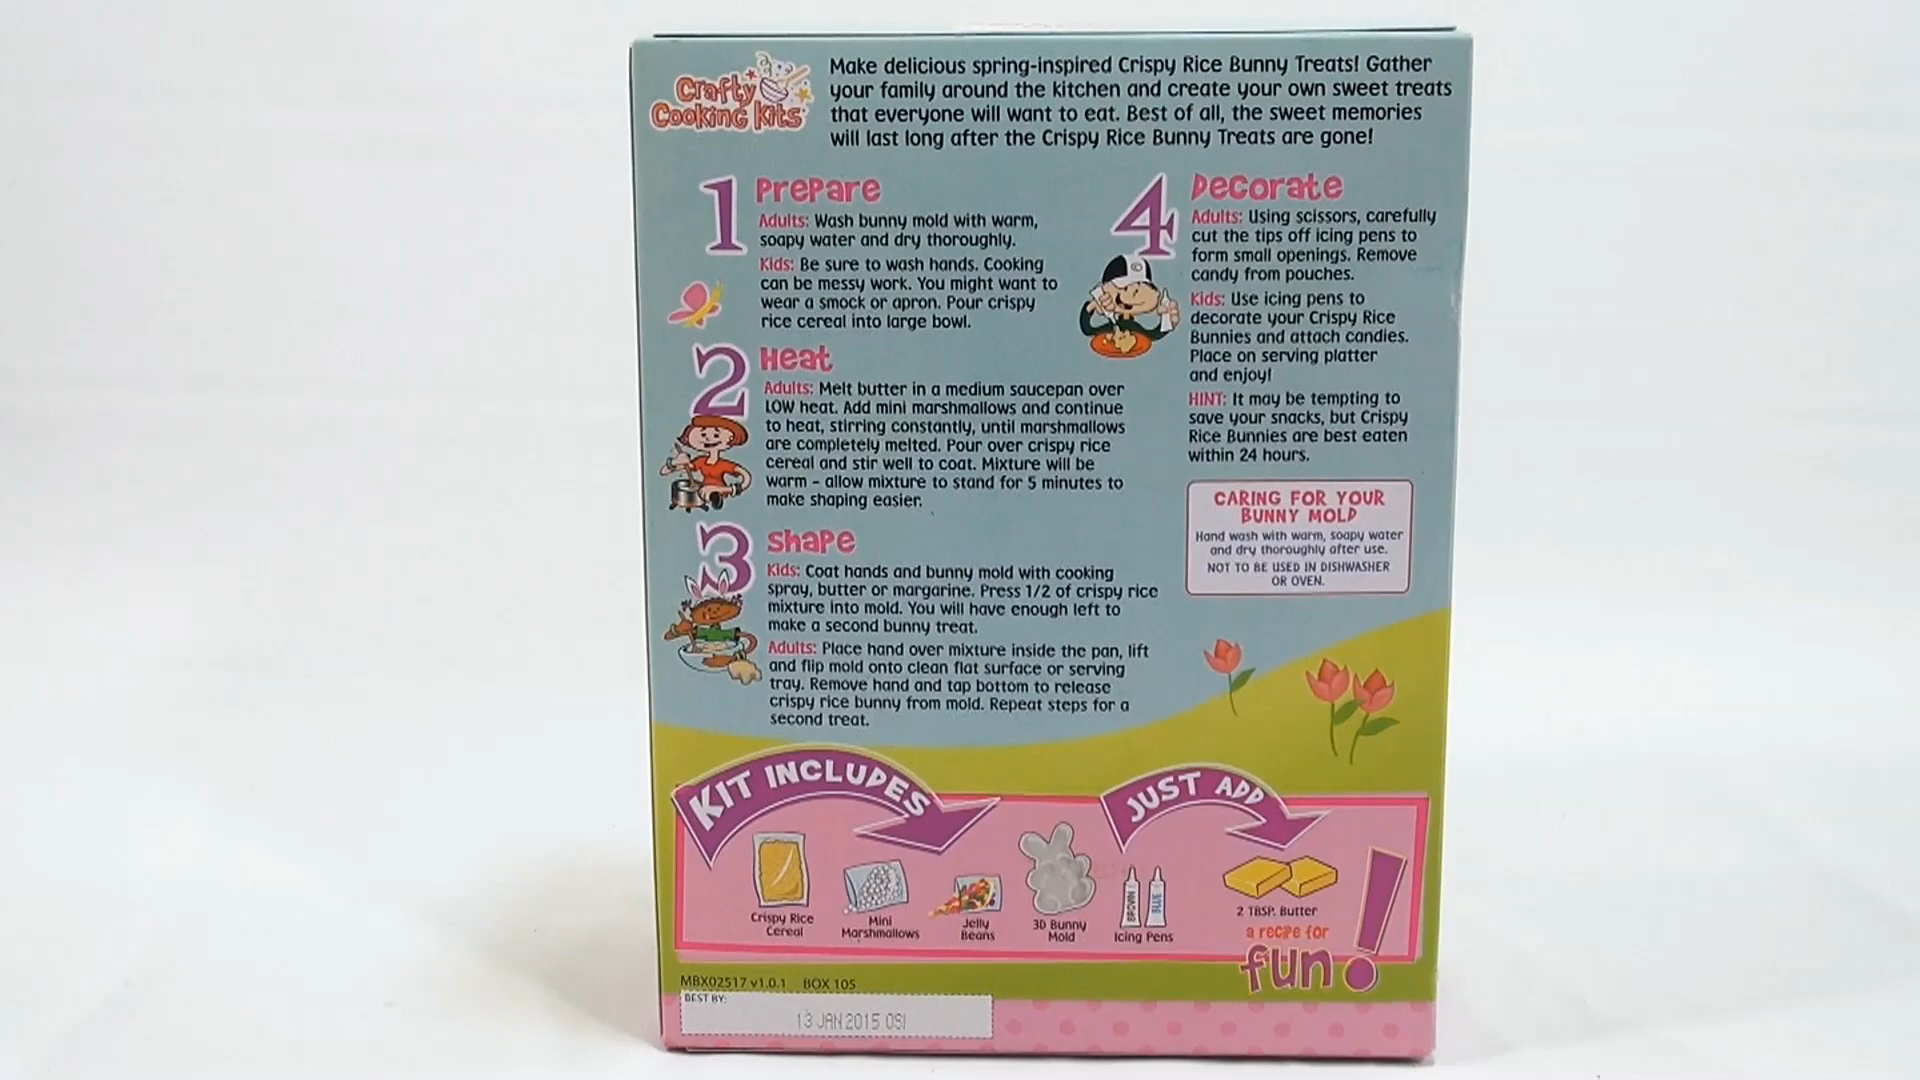 Crafty
Cooking Kits
Make delicious spring-inspired Crispy Rice Bunny Treats! Gather
your family around the kitchen and create your own sweet treats
that everyone will want to eat. Best of all, the sweet memories
will last long after the Crispy Rice Bunny Treats are gone!
1 Prepare
Adults: Wash bunny mold with warm,
soapy water and dry thoroughly.
Kids: Be sure to wash hands. Cooking
can be messy work. You might want to
wear a smock or apron. Pour crispy
rice cereal into large bowl.
2 Heat
Adults: Melt butter in a medium saucepan over
LOW heat. Add mini marshmallows and continue
to heat, stirring constantly, until marshmallows
are completely melted. Pour over crispy rice
cereal and stir well to coat. Mixture will be
warm – allow mixture to stand for 5 minutes to
make shaping easier.
3 Shape
Kids: Coat hands and bunny mold with cooking
spray, butter or margarine. Press 1/2 of crispy rice
mixture into mold. You will have enough left to
make a second bunny treat.
Adults: Place hand over mixture inside the pan, lift
and flip mold onto clean flat surface or serving
tray. Remove hand and tap bottom to release
crispy rice bunny from mold. Repeat steps for a
second treat.
4 Decorate
Adults: Using scissors, carefully
cut the tips off icing pens to
form small openings. Remove
candy from pouches.
Kids: Use icing pens to
decorate your Crispy Rice
Bunnies and attach candies.
Place on serving platter
and enjoy!
HINT: It may be tempting to
save your snacks, but Crispy
Rice Bunnies are best eaten
within 24 hours.
CARING FOR YOUR
BUNNY MOLD
Hand wash with warm, soapy water
and dry thoroughly after use.
NOT TO BE USED IN DISHWASHER
OR OVEN.
KIT INCLUDES
Crispy Rice
Cereal
Mini
Marshmallows
Jelly
Beans
3D Bunny
Mold
BROWN
BLUE
Icing Pens
JUST ADD
2 TBSP. Butter
a recipe for
fun!
MBX02517 v1.0.1 BOX 105
BEST BY:
13 JAN 2015 OSI